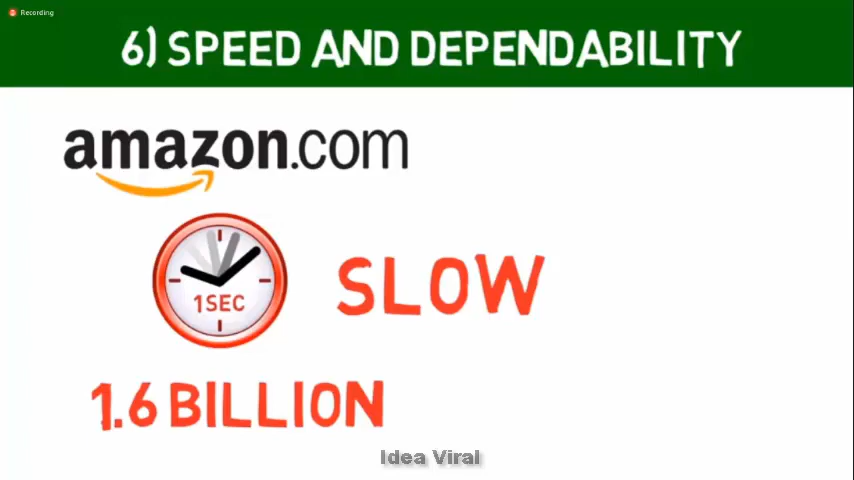 Recording
6) SPEED AND DEPENDABILITY
amazon.com
1SEC
SLOW
1.6 BILLION
Idea Viral